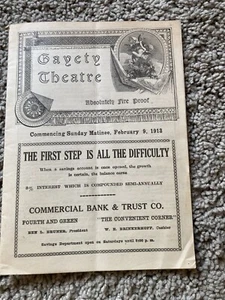 Gayety
Theatre
Absolutely Fire Proof
Commencing Sunday Matinee, February 9, 1913
THE FIRST STEP IS ALL THE DIFFICULTY
When a savings account is once opened, the growth
is certain, the balance sures
3% INTEREST WHICH IS COMPOUNDED SEMI-ANNUALLY
COMMERCIAL BANK & TRUST CO.
FOURTH AND GREEN "THE CONVENIENT CORNER"
President
Cashier
Savings Department open on Saturdays until